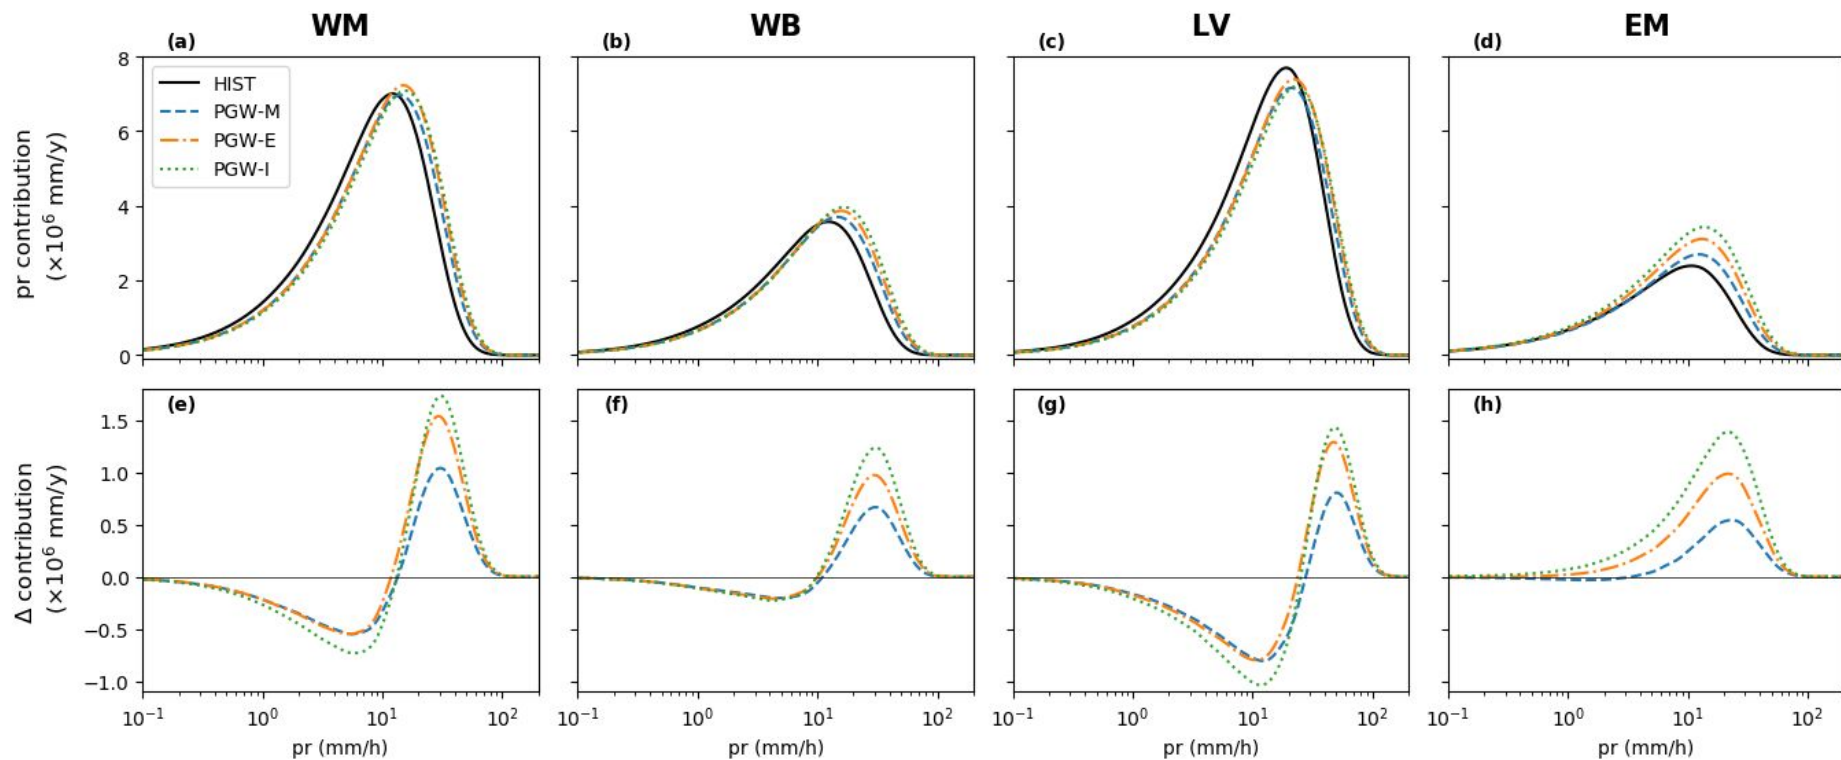 WM
WB
LV
EM
(a)
(b)
(c)
(d)
8
6
4
2
0
pr contribution
(×10⁶ mm/y)
HIST
PGW-M
PGW-E
PGW-I
(e)
(f)
(g)
(h)
1.5
1.0
0.5
0.0
−0.5
−1.0
Δ contribution
(×10⁶ mm/y)
10⁻¹ 10⁰ 10¹ 10²
10⁻¹ 10⁰ 10¹ 10²
10⁻¹ 10⁰ 10¹ 10²
10⁻¹ 10⁰ 10¹ 10²
pr (mm/h)
pr (mm/h)
pr (mm/h)
pr (mm/h)